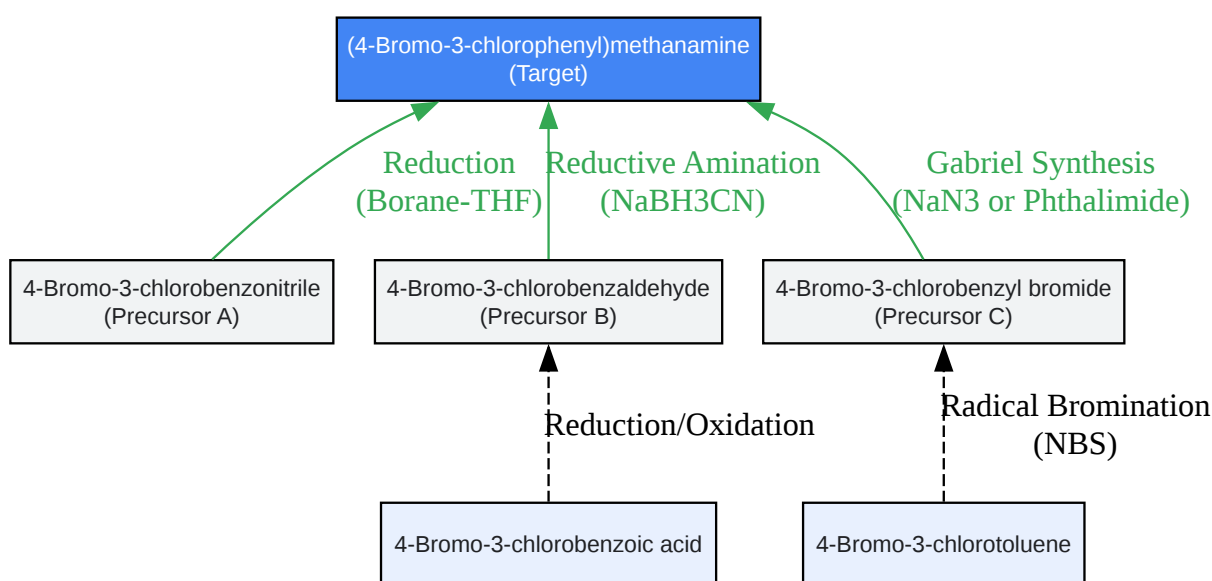 (4-Bromo-3-chlorophenyl)methanamine
(Target)
Reduction
(Borane-THF)
Reductive Amination
(NaBH3CN)
Gabriel Synthesis
(NaN3 or Phthalimide)
4-Bromo-3-chlorobenzonitrile
(Precursor A)
4-Bromo-3-chlorobenzaldehyde
(Precursor B)
4-Bromo-3-chlorobenzyl bromide
(Precursor C)
Reduction/Oxidation
Radical Bromination
(NBS)
4-Bromo-3-chlorobenzoic acid
4-Bromo-3-chlorotoluene